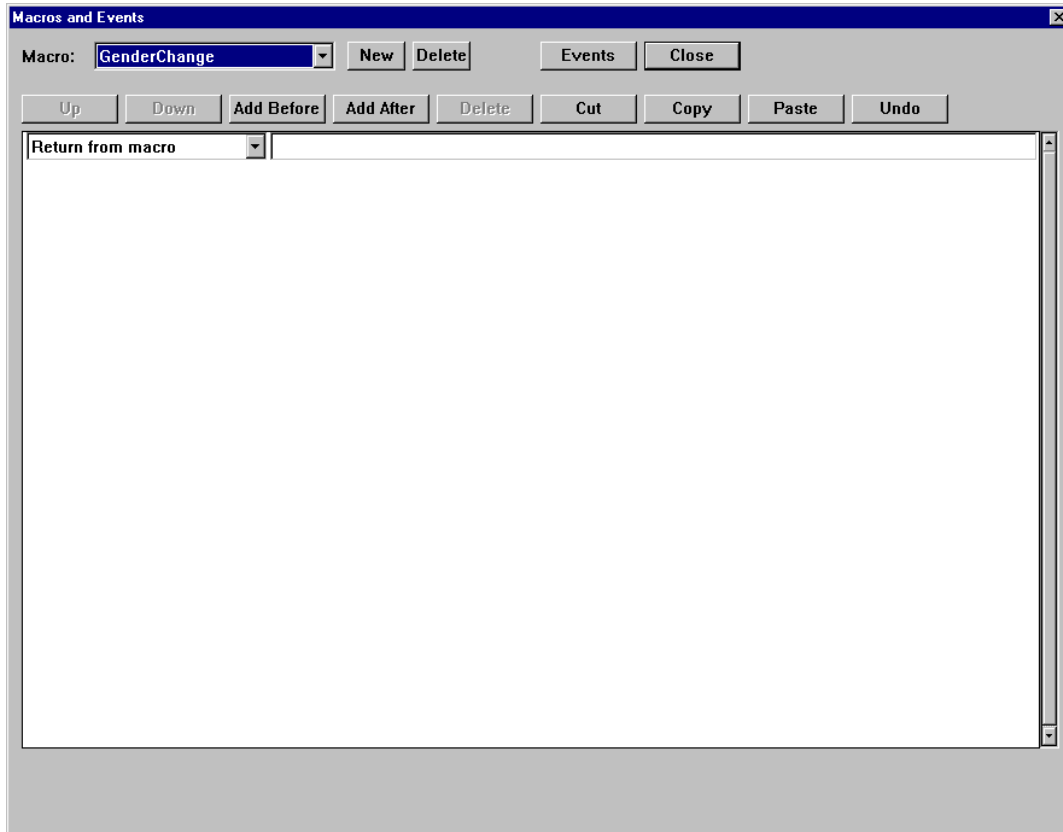 Macros and Events
Macro: GenderChange New Delete Events Close
Up Down Add Before Add After Delete Cut Copy Paste Undo
Return from macro